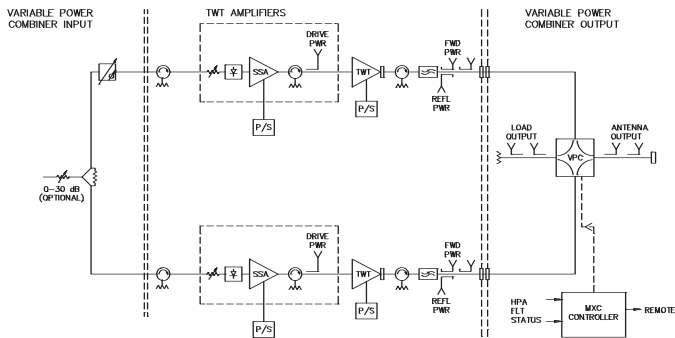 VARIABLE POWER
COMBINER INPUT
TWT AMPLIFIERS
VARIABLE POWER
COMBINER OUTPUT
DRIVE
PWR
FWD
PWR
SSA
TWT
REFL
PWR
P/S
P/S
LOAD
OUTPUT
ANTENNA
OUTPUT
VPC
0-30 dB
(OPTIONAL)
DRIVE
PWR
FWD
PWR
SSA
TWT
REFL
PWR
P/S
P/S
HPA
FLT
STATUS
MXC
CONTROLLER
REMOTE